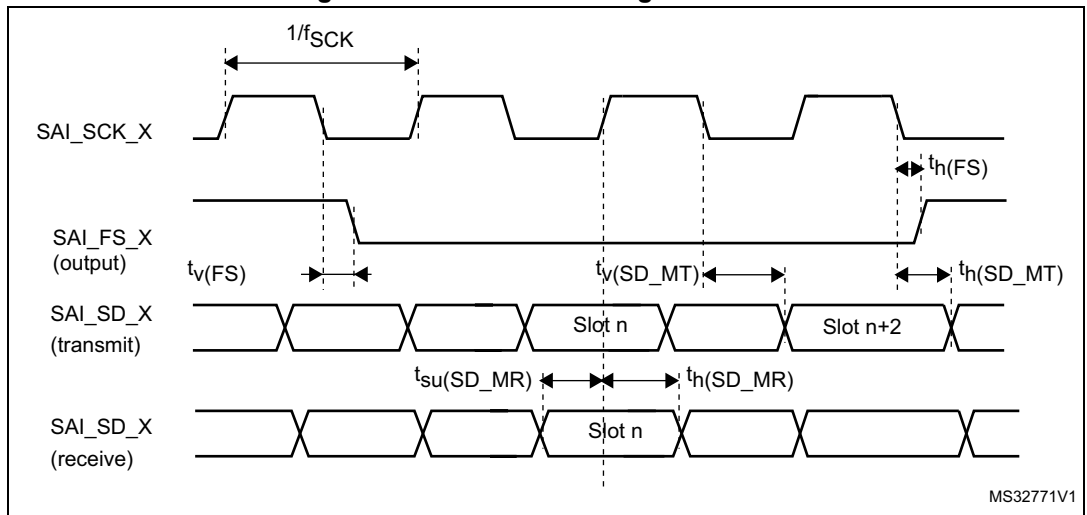 1/fSCK
SAI_SCK_X
th(FS)
SAI_FS_X
(output)
tv(FS)
tv(SD_MT)
th(SD_MT)
SAI_SD_X
(transmit)
Slot n
Slot n+2
tsu(SD_MR)
th(SD_MR)
SAI_SD_X
(receive)
Slot n
MS32771V1